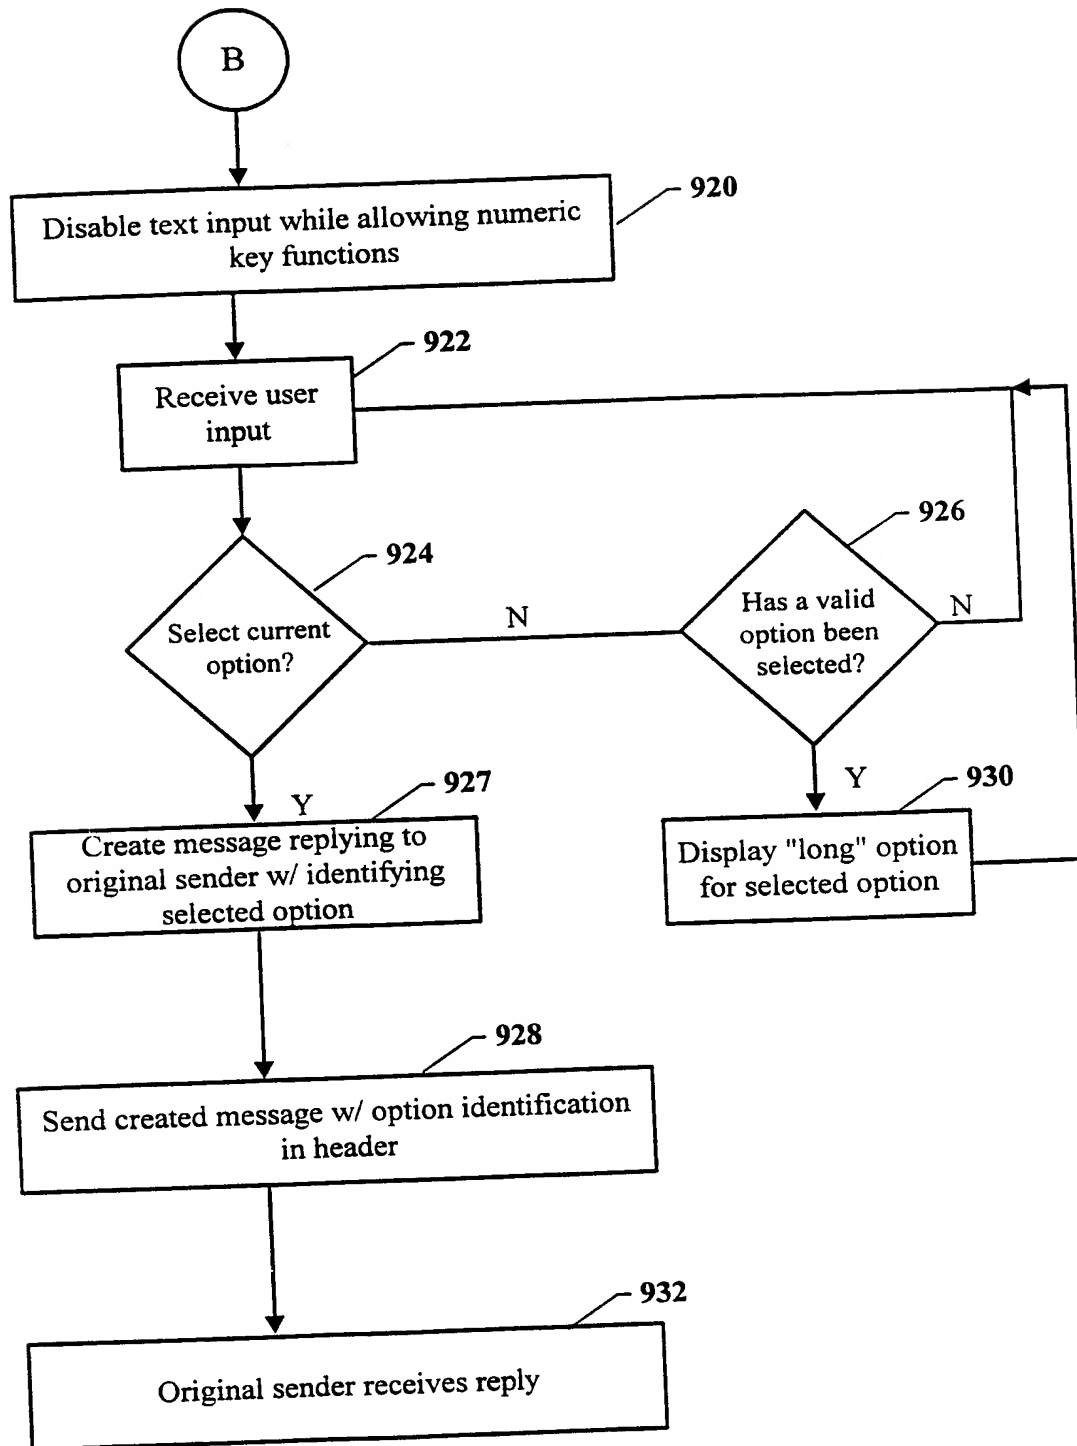 B
920
Disable text input while allowing numeric
key functions
922
Receive user
input
924
Select current
option?
N
926
Has a valid
option been
selected?
N
Y
927
Create message replying to
original sender w/ identifying
selected option
Y
930
Display "long" option
for selected option
928
Send created message w/ option identification
in header
932
Original sender receives reply